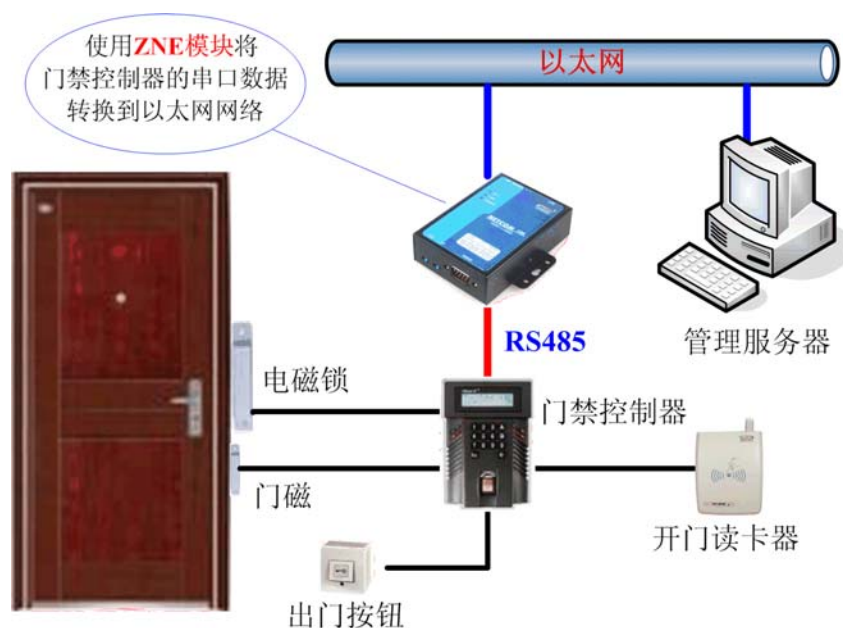 使用ZNE模块将
门禁控制器的串口数据
转换到以太网网络
以太网
RS485
管理服务器
电磁锁
门禁控制器
门磁
开门读卡器
出门按钮